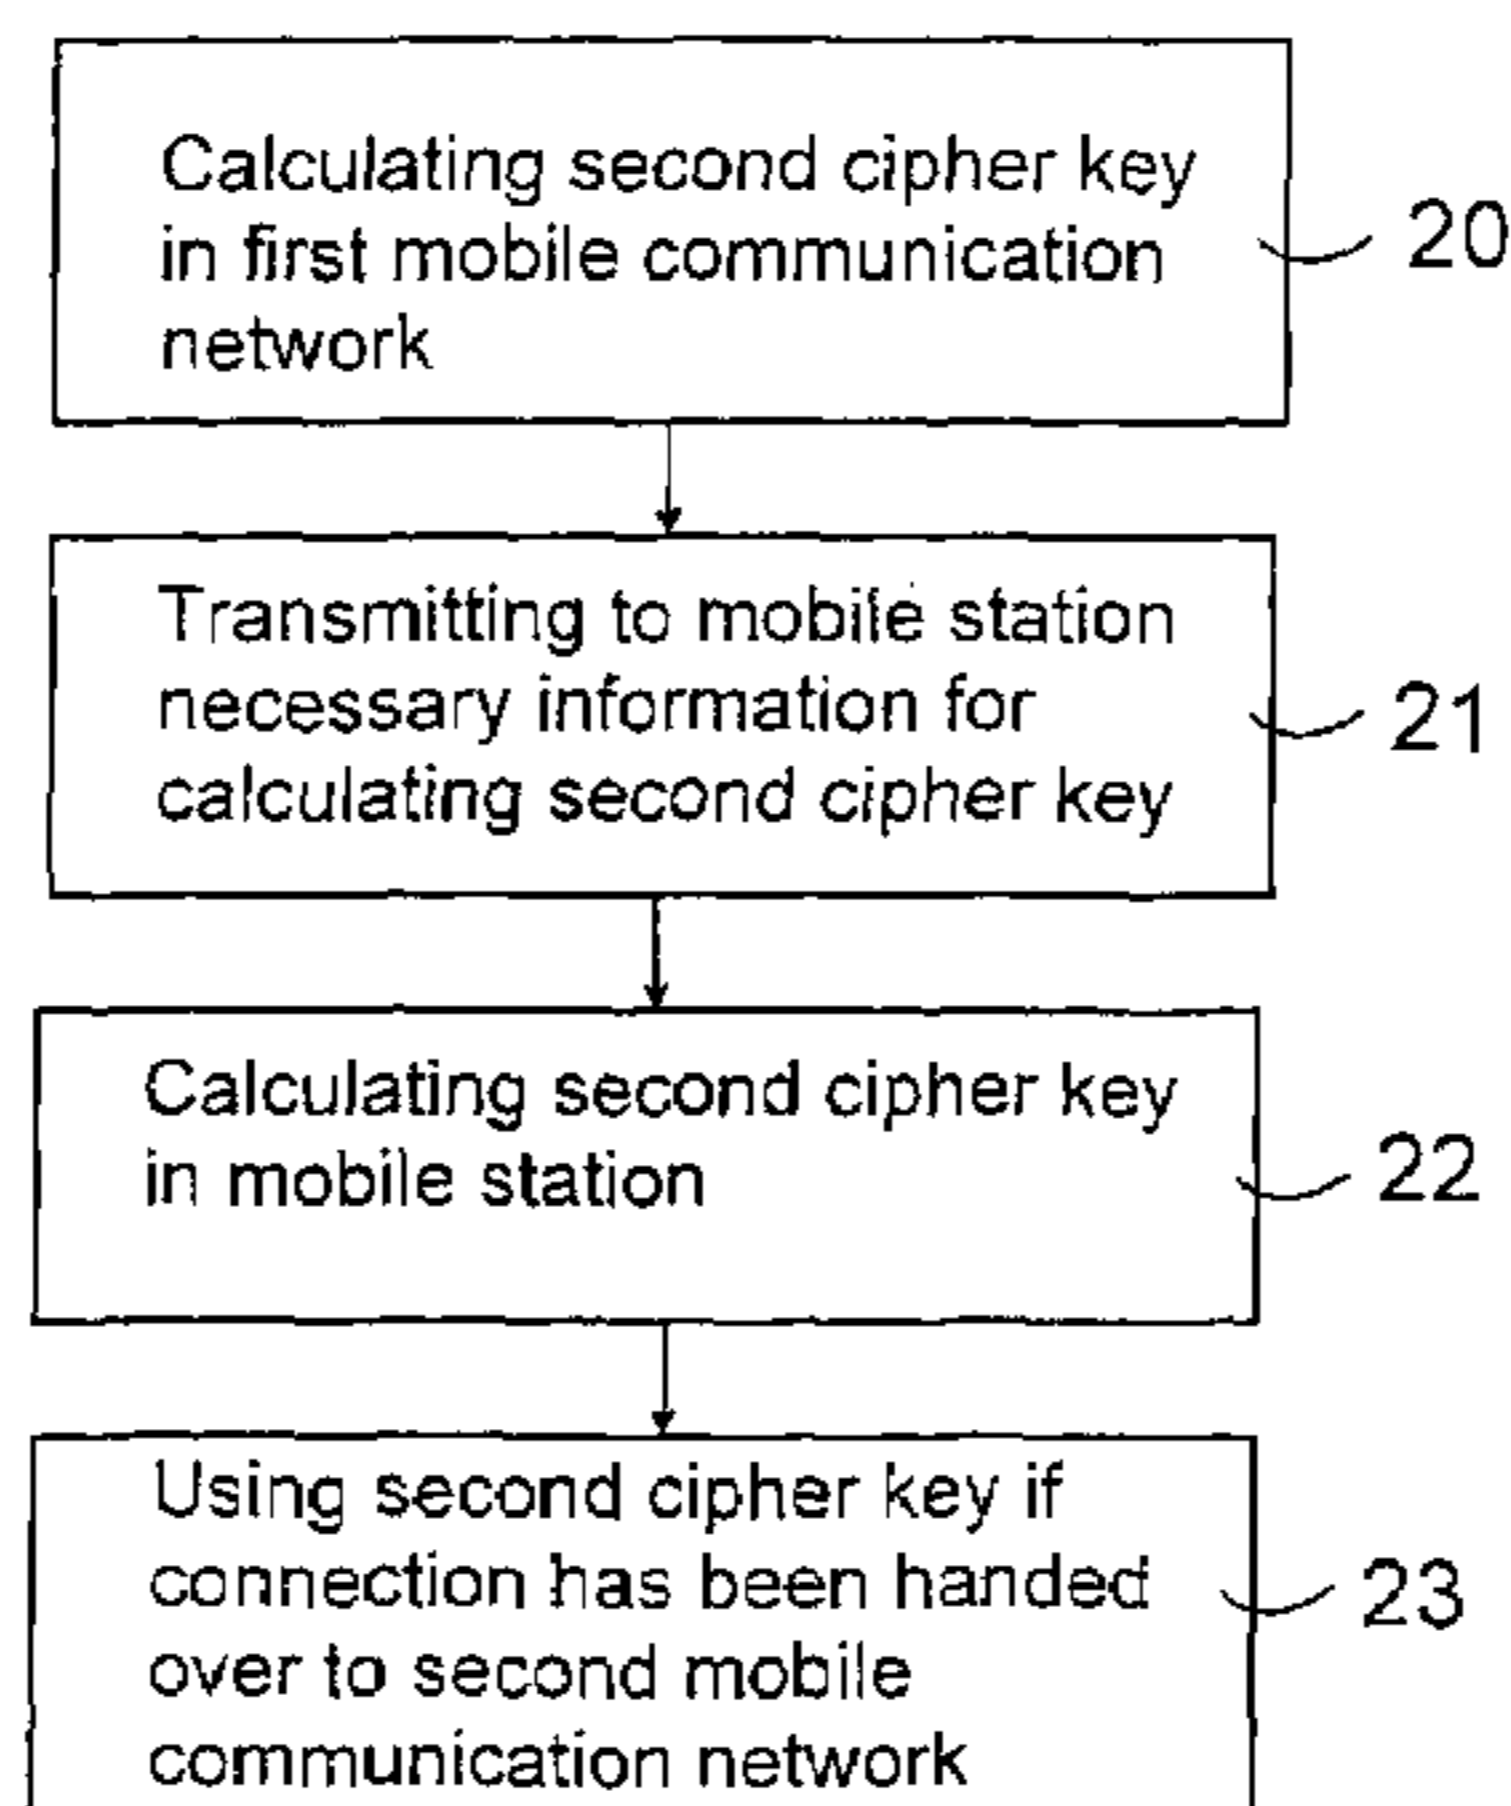 Calculating second cipher key
in first mobile communication
network
20
Transmitting to mobile station
necessary information for
calculating second cipher key
21
Calculating second cipher key
in mobile station
22
Using second cipher key if
connection has been handed
over to second mobile
communication network
23